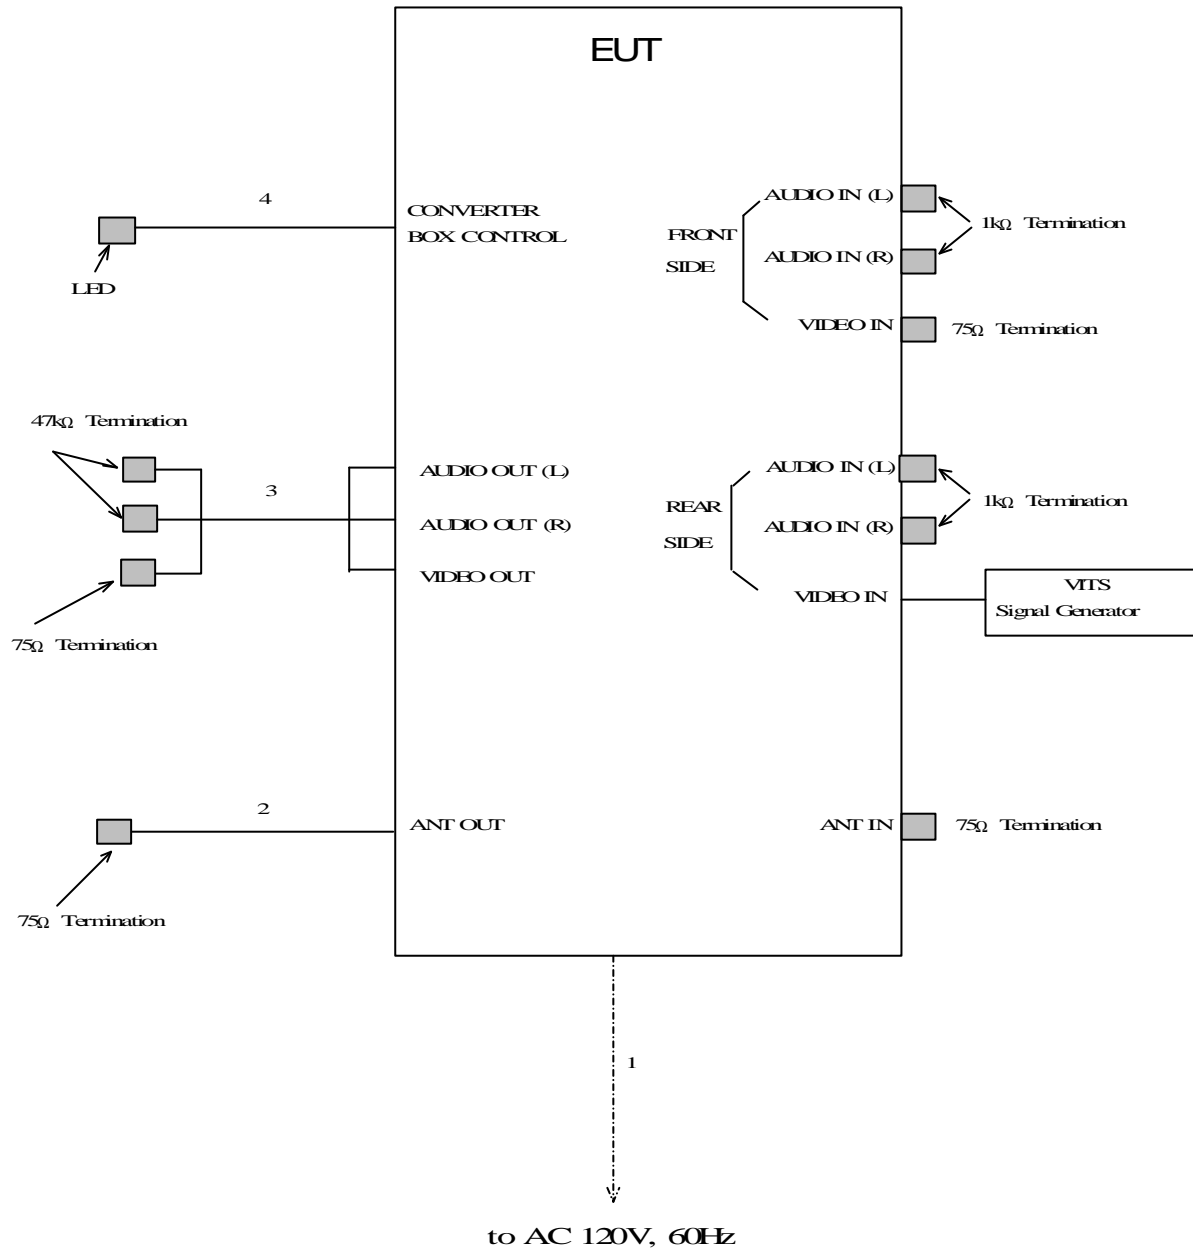 EUT
4
CONVERTER
BOX CONTROL
LED
AUDIO IN (L)
FRONT
SIDE
AUDIO IN (R)
1kΩ Termination
VIDEO IN
75Ω Termination
47kΩ Termination
3
AUDIO OUT (L)
AUDIO OUT (R)
VIDEO OUT
75Ω Termination
AUDIO IN (L)
REAR
SIDE
AUDIO IN (R)
1kΩ Termination
VIDEO IN
VITS
Signal Generator
2
ANT OUT
75Ω Termination
ANT IN
75Ω Termination
1
to AC 120V, 60Hz